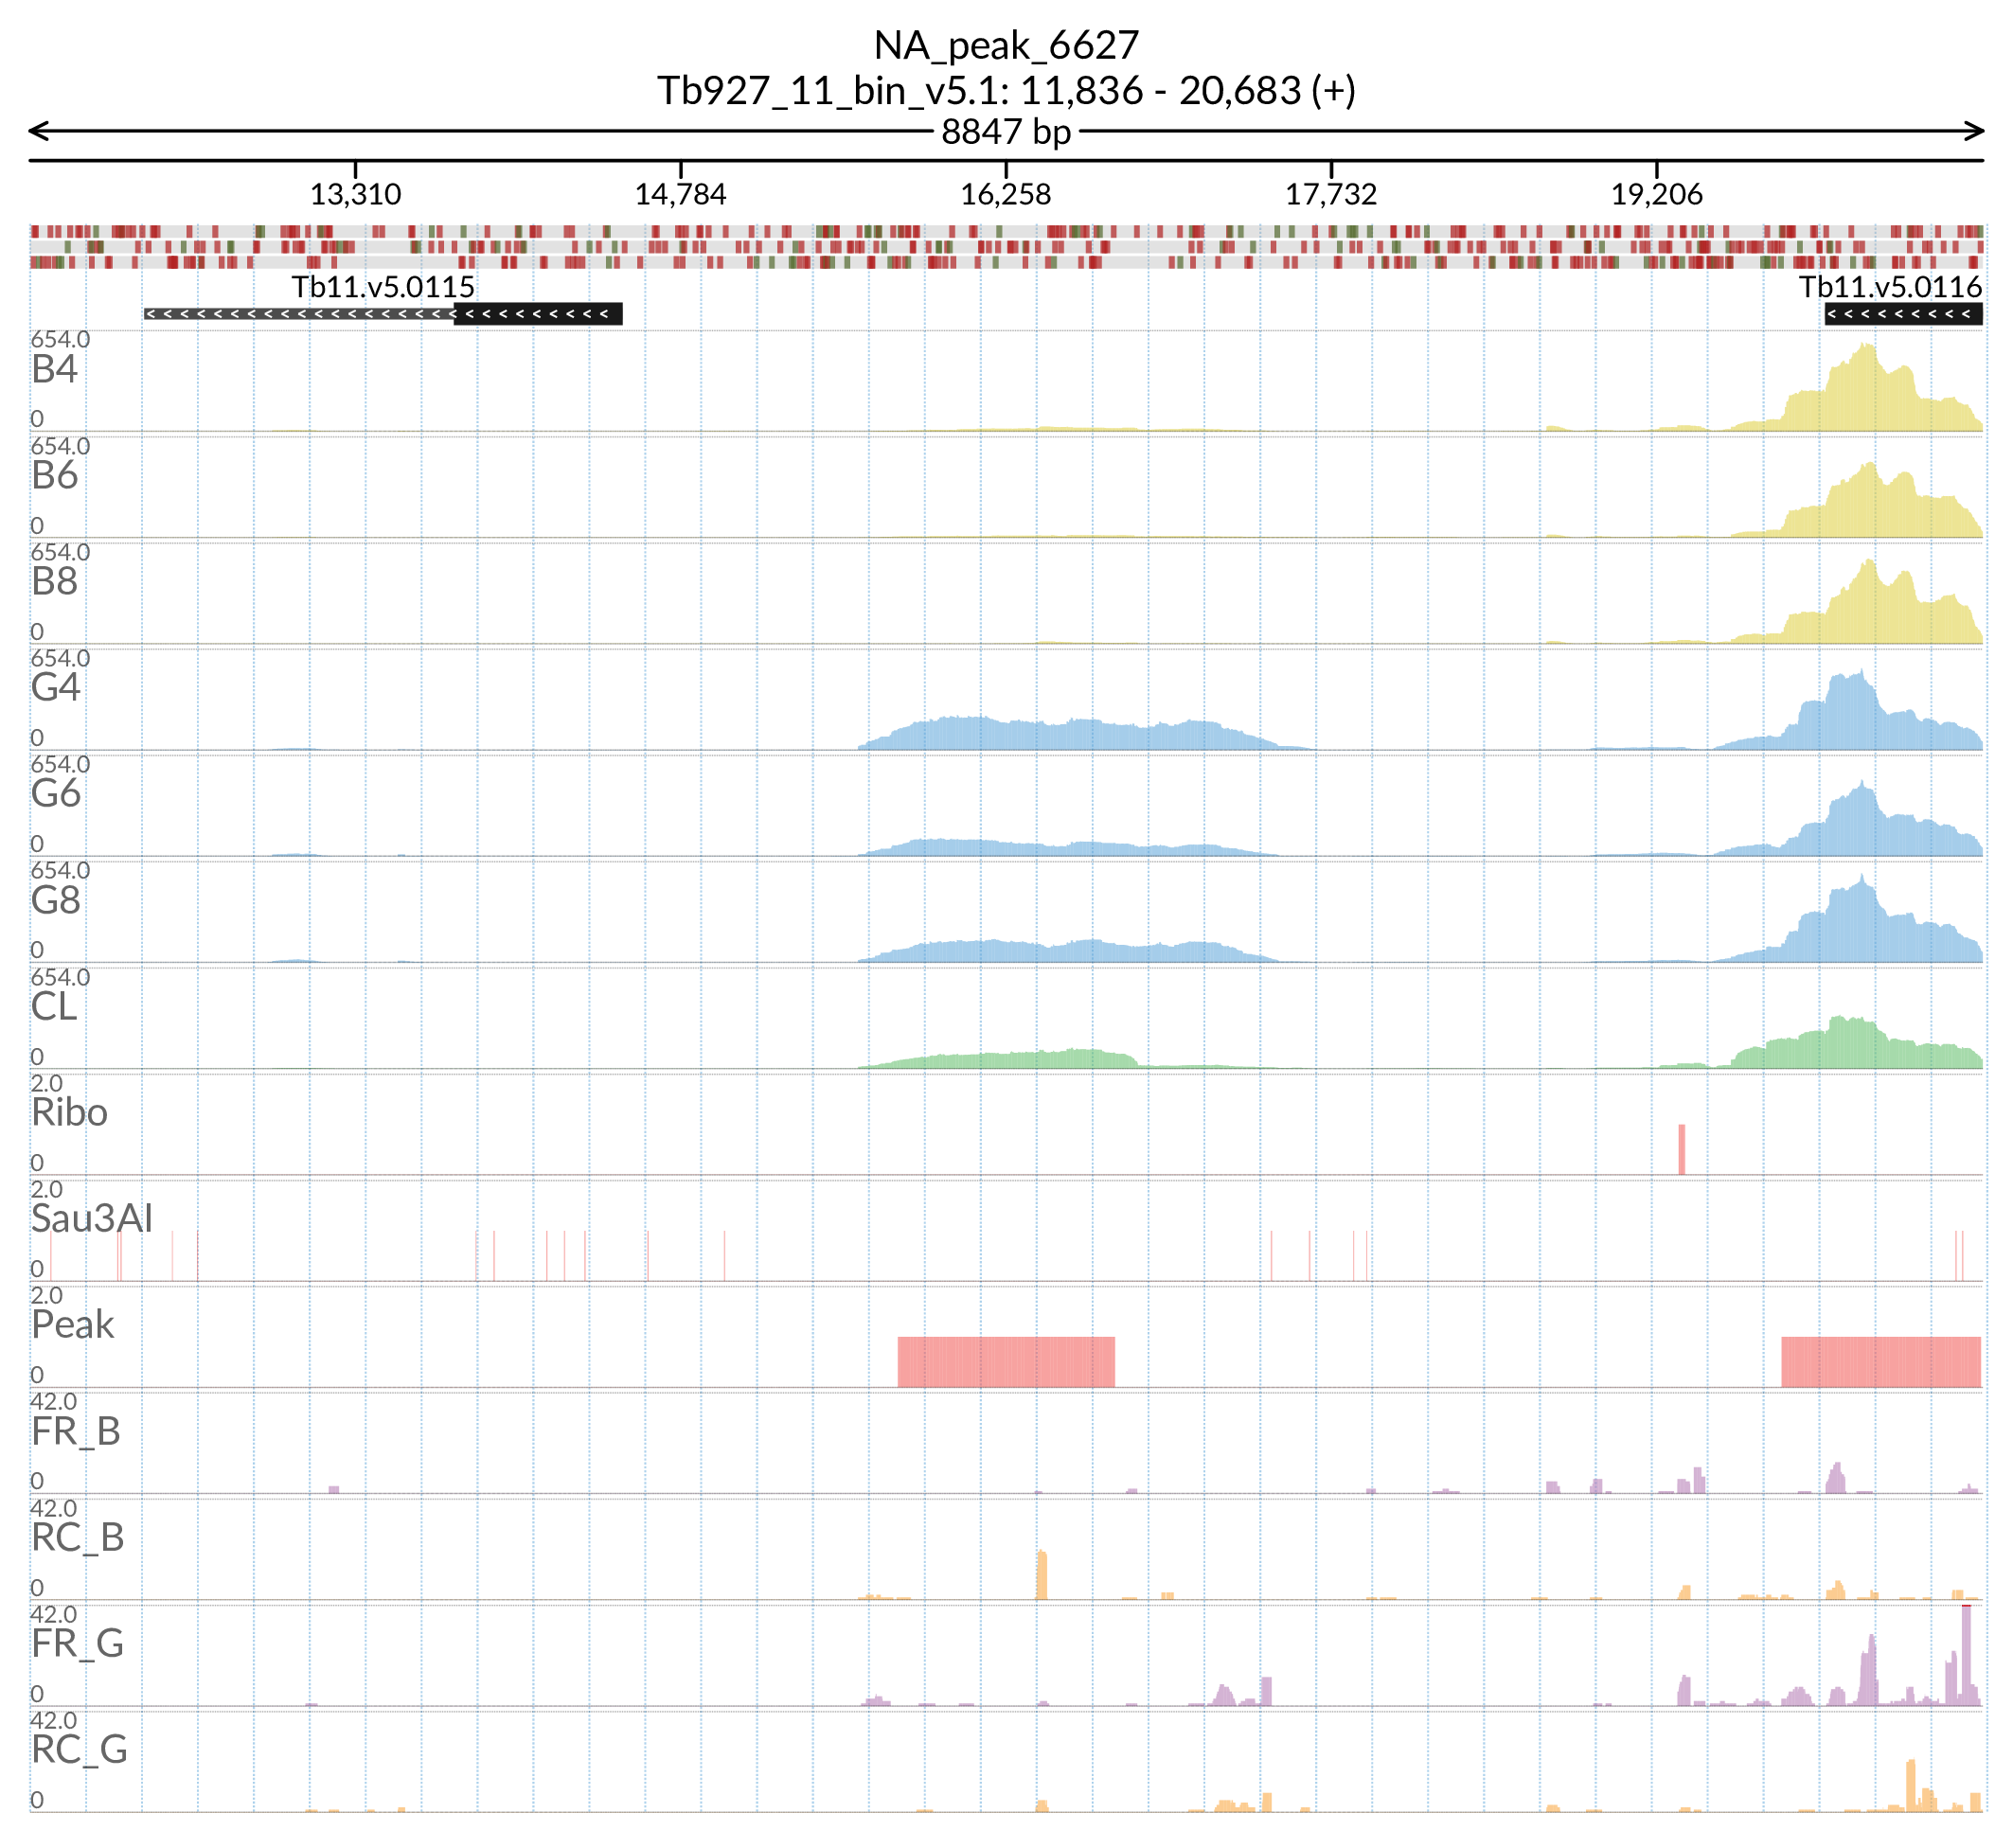 NA_peak_6627
Tb927_11_bin_v5.1: 11,836 - 20,683 (+)
8847 bp
13,310 14,784 16,258 17,732 19,206
Tb11.v5.0115 Tb11.v5.0116
654.0
B4
0
654.0
B6
0
654.0
B8
0
654.0
G4
0
654.0
G6
0
654.0
G8
0
654.0
CL
0
2.0
Ribo
0
2.0
Sau3AI
0
2.0
Peak
0
42.0
FR_B
0
42.0
RC_B
0
42.0
FR_G
0
42.0
RC_G
0